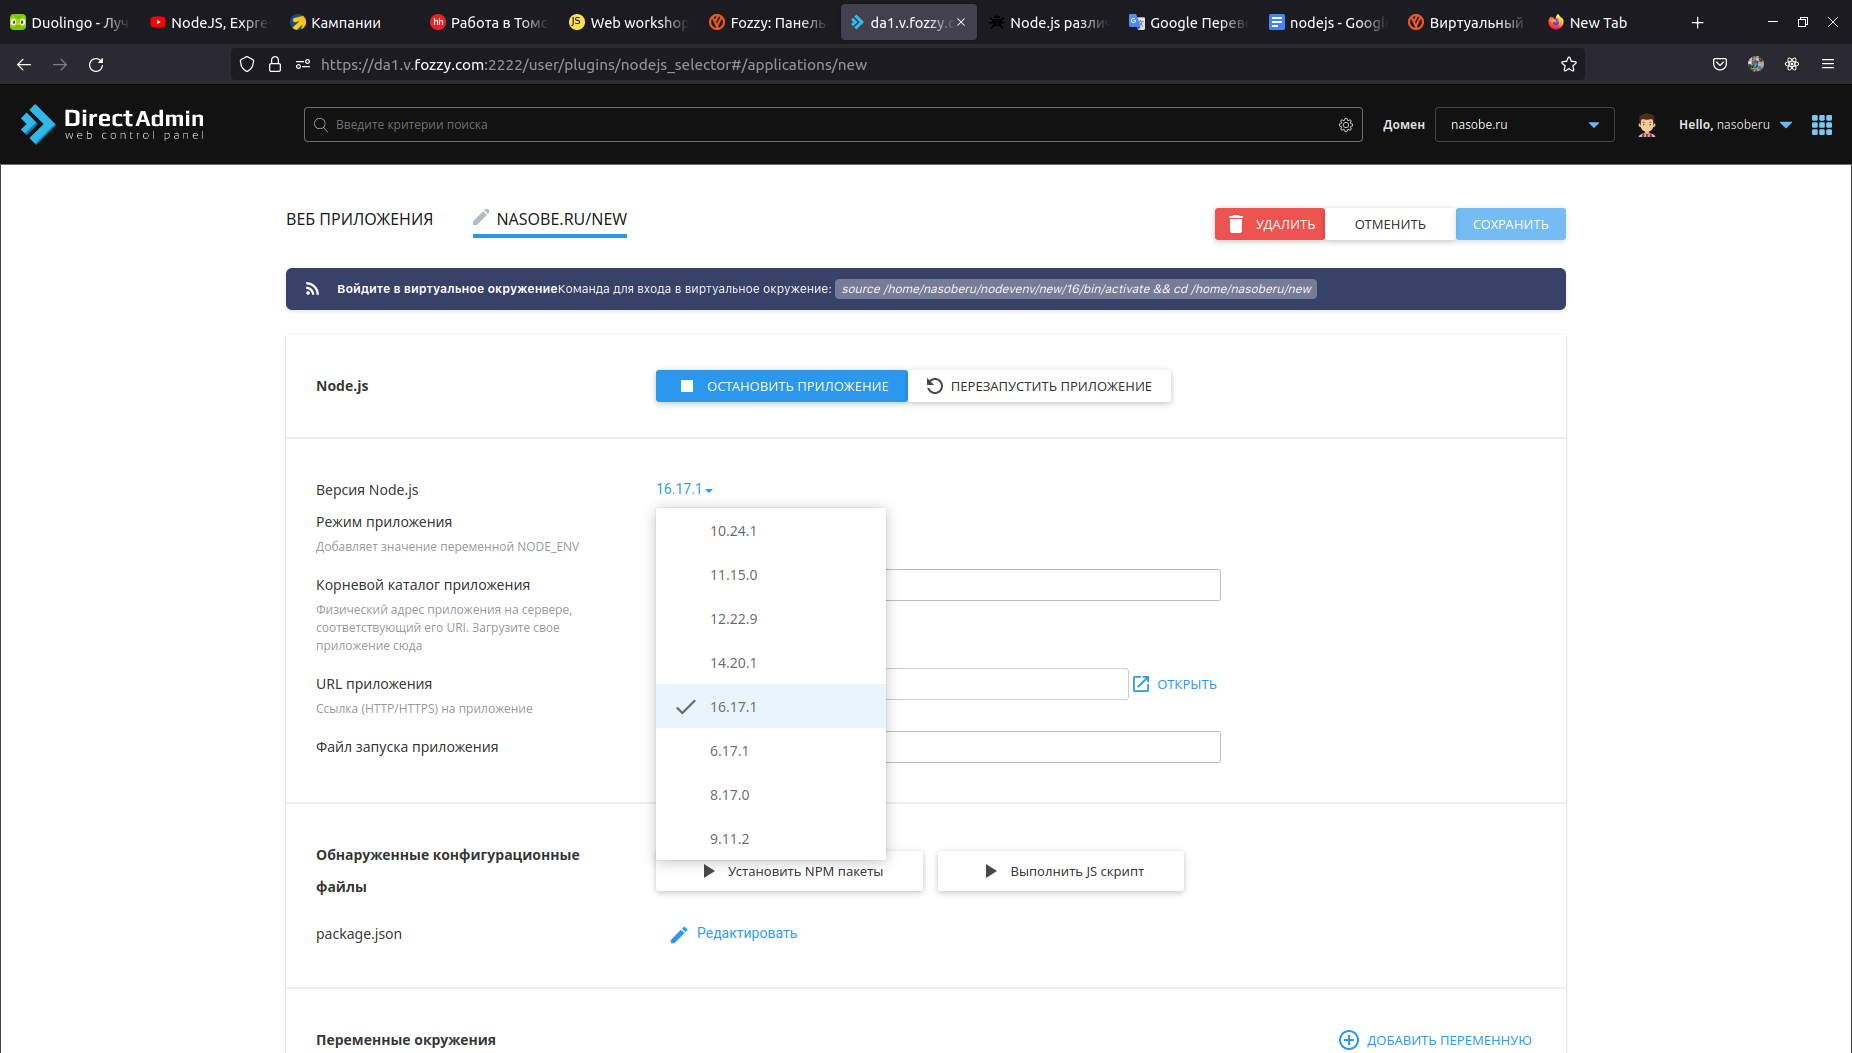 Duolingo - Луч
NodeJS, Expre
Кампании
Работа в Томс
Web workshop
Fozzy: Панель
da1.v.fozzy.c
Node.js разли
Google Перев
nodejs - Googl
Виртуальный
New Tab
https://da1.v.fozzy.com:2222/user/plugins/nodejs_selector#/applications/new
DirectAdmin
web control panel
Введите критерии поиска
Домен
nasobe.ru
Hello, nasoberu
ВЕБ ПРИЛОЖЕНИЯ
NASOBE.RU/NEW
УДАЛИТЬ
ОТМЕНИТЬ
СОХРАНИТЬ
Войдите в виртуальное окружениеКоманда для входа в виртуальное окружение: source /home/nasoberu/nodevenv/new/16/bin/activate && cd /home/nasoberu/new
Node.js
ОСТАНОВИТЬ ПРИЛОЖЕНИЕ
ПЕРЕЗАПУСТИТЬ ПРИЛОЖЕНИЕ
Версия Node.js
16.17.1
Режим приложения
Добавляет значение переменной NODE_ENV
Корневой каталог приложения
Физический адрес приложения на сервере,
соответствующий его URI. Загрузите свое
приложение сюда
URL приложения
Ссылка (HTTP/HTTPS) на приложение
Файл запуска приложения
10.24.1
11.15.0
12.22.9
14.20.1
16.17.1
6.17.1
8.17.0
9.11.2
ОТКРЫТЬ
Обнаруженные конфигурационные
файлы
Установить NPM пакеты
Выполнить JS скрипт
package.json
Редактировать
Переменные окружения
ДОБАВИТЬ ПЕРЕМЕННУЮ